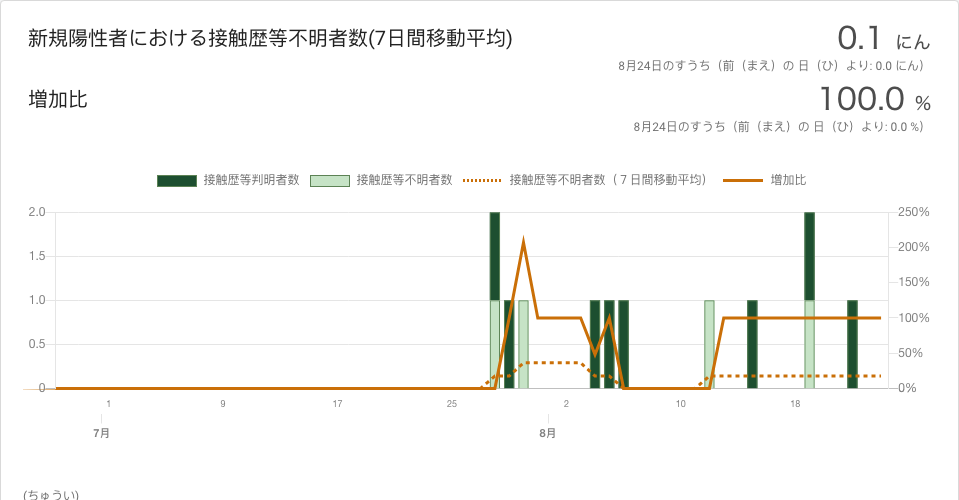 新規陽性者における接触歴等不明者数(7日間移動平均)
0.1 にん
8月24日のすうち（前（まえ）の 日（ひ）より: 0.0 にん）
増加比
100.0 %
8月24日のすうち（前（まえ）の 日（ひ）より: 0.0 %）
接触歴等判明者数 接触歴等不明者数 接触歴等不明者数（７日間移動平均） 増加比
2.0 250%
200%
1.5
150%
1.0 100%
0.5 50%
0 0%
1 9 17 25 2 10 18
7月 8月
(ちゅうい)